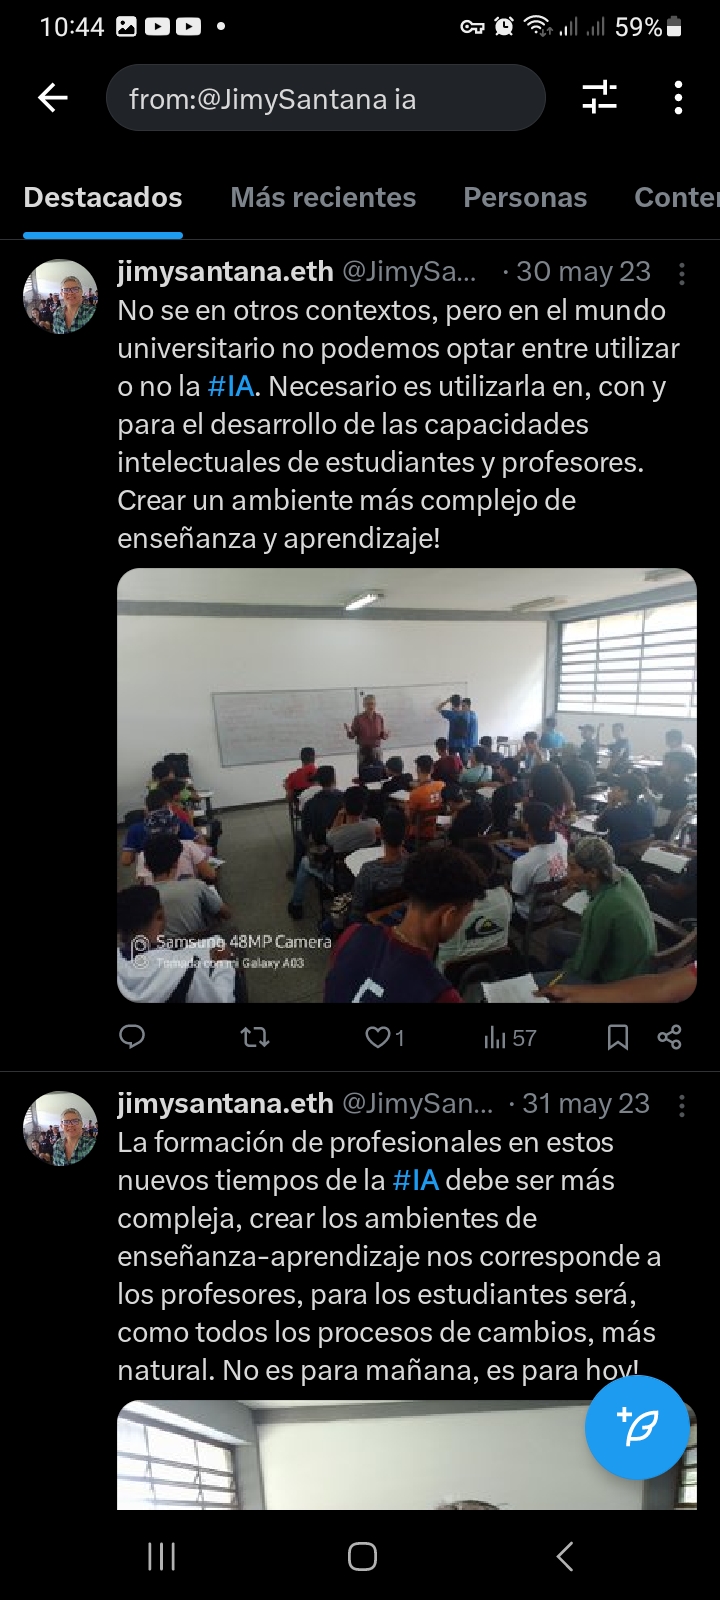 10:44
59%
from:@JimySantana ia
Destacados Más recientes Personas Conter
jimysantana.eth @JimySa... · 30 may 23
No se en otros contextos, pero en el mundo
universitario no podemos optar entre utilizar
o no la #IA. Necesario es utilizarla en, con y
para el desarrollo de las capacidades
intelectuales de estudiantes y profesores.
Crear un ambiente más complejo de
enseñanza y aprendizaje!
Samsung 48MP Camera
Tomada con mi Galaxy A03
1
57
jimysantana.eth @JimySan... · 31 may 23
La formación de profesionales en estos
nuevos tiempos de la #IA debe ser más
compleja, crear los ambientes de
enseñanza-aprendizaje nos corresponde a
los profesores, para los estudiantes será,
como todos los procesos de cambios, más
natural. No es para mañana, es para hoy!